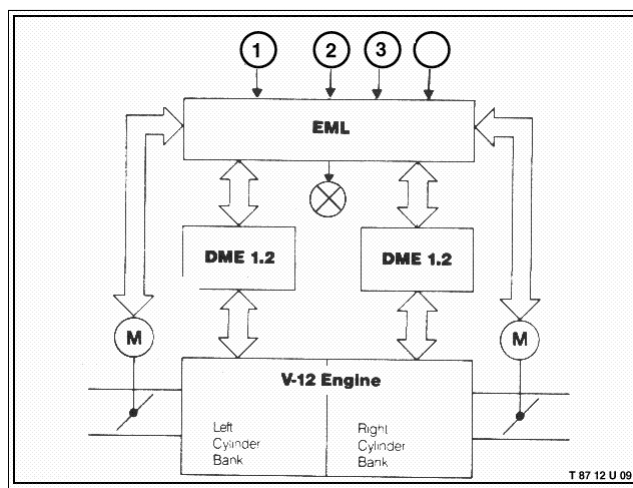 1 2 3
EML
DME 1.2 DME 1.2
M M
V-12 Engine
Left Right
Cylinder Cylinder
Bank Bank
T 87 12 U 09